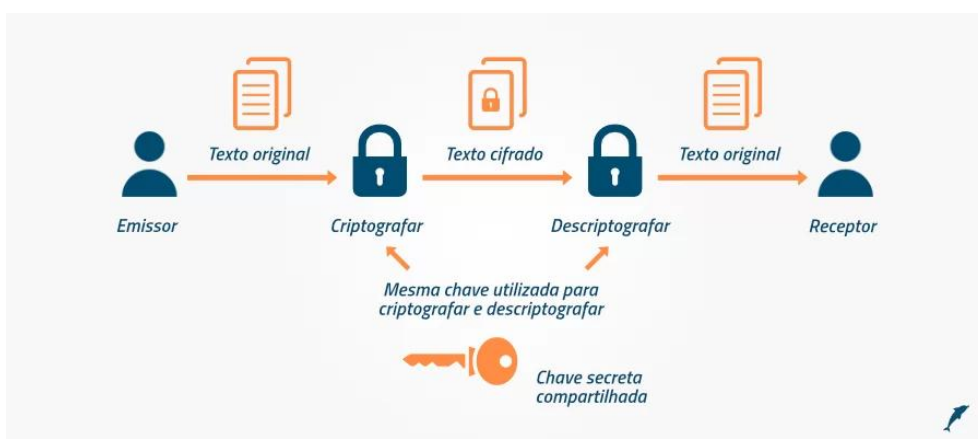 Texto original
Texto cifrado
Texto original
Emissor
Criptografar
Descriptografar
Receptor
Mesma chave utilizada para
criptografar e descriptografar
Chave secreta
compartilhada